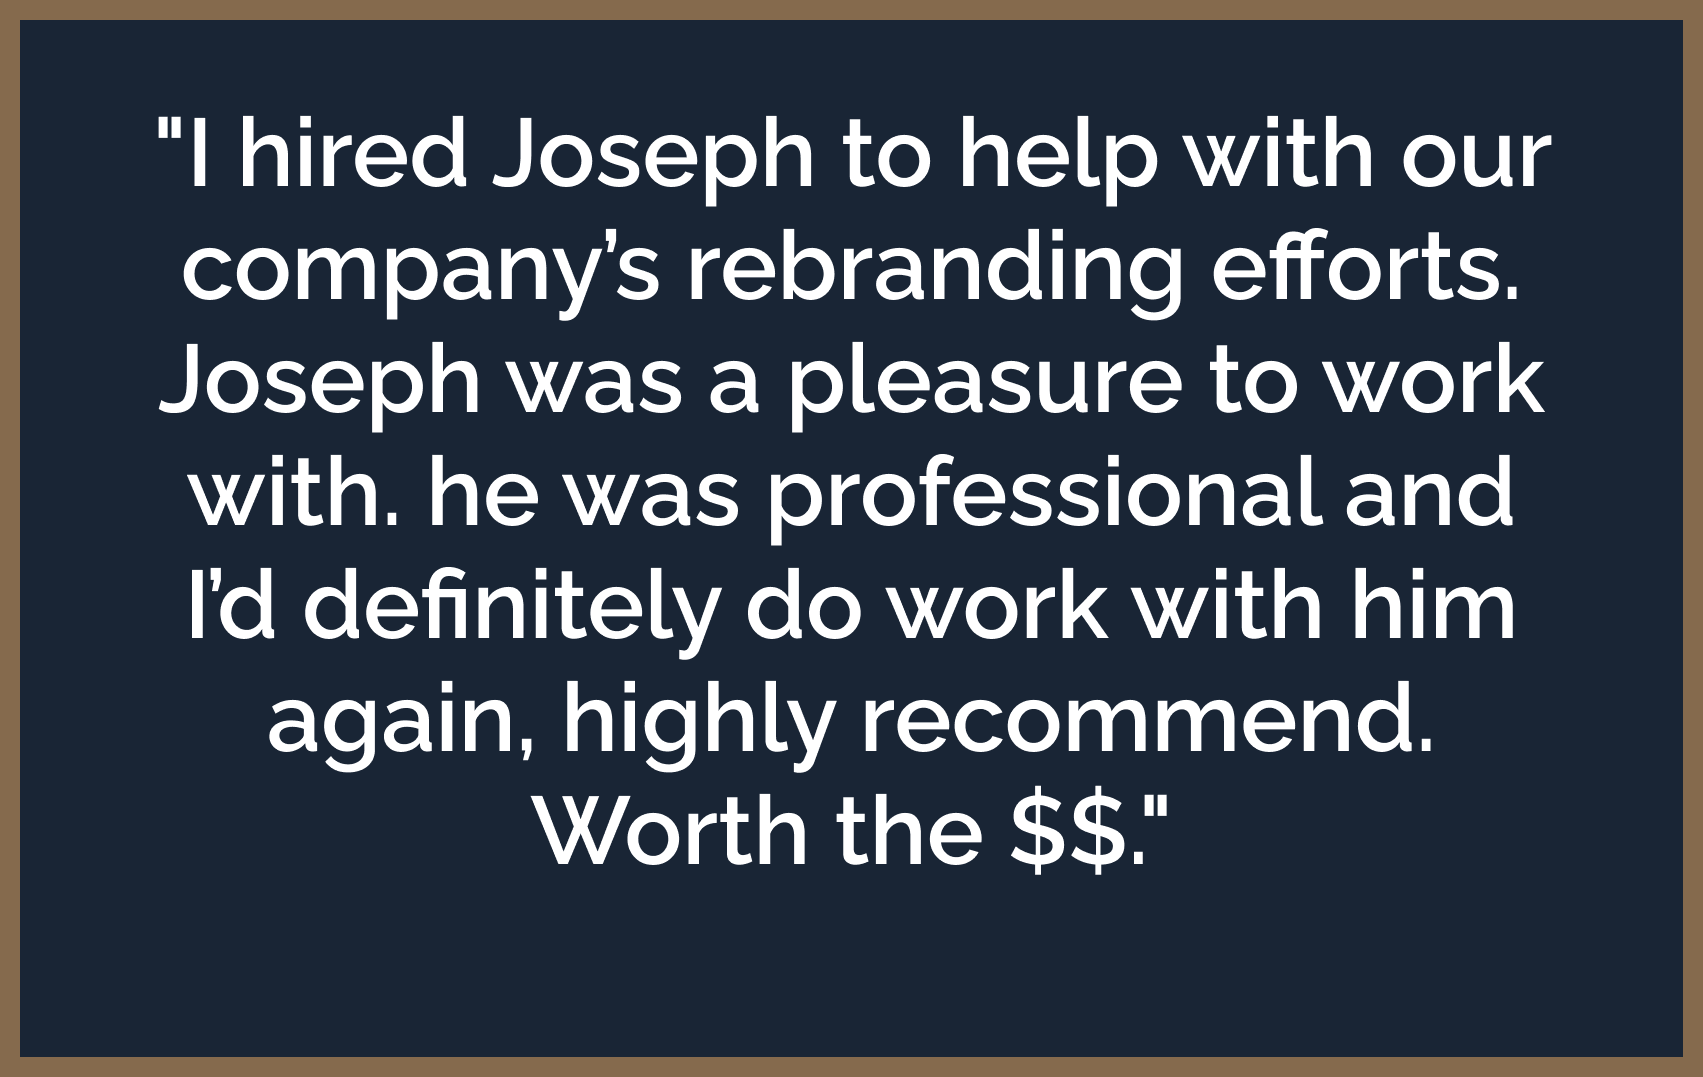 "I hired Joseph to help with our
company’s rebranding efforts.
Joseph was a pleasure to work
with. he was professional and
I’d definitely do work with him
again, highly recommend.
Worth the $$."